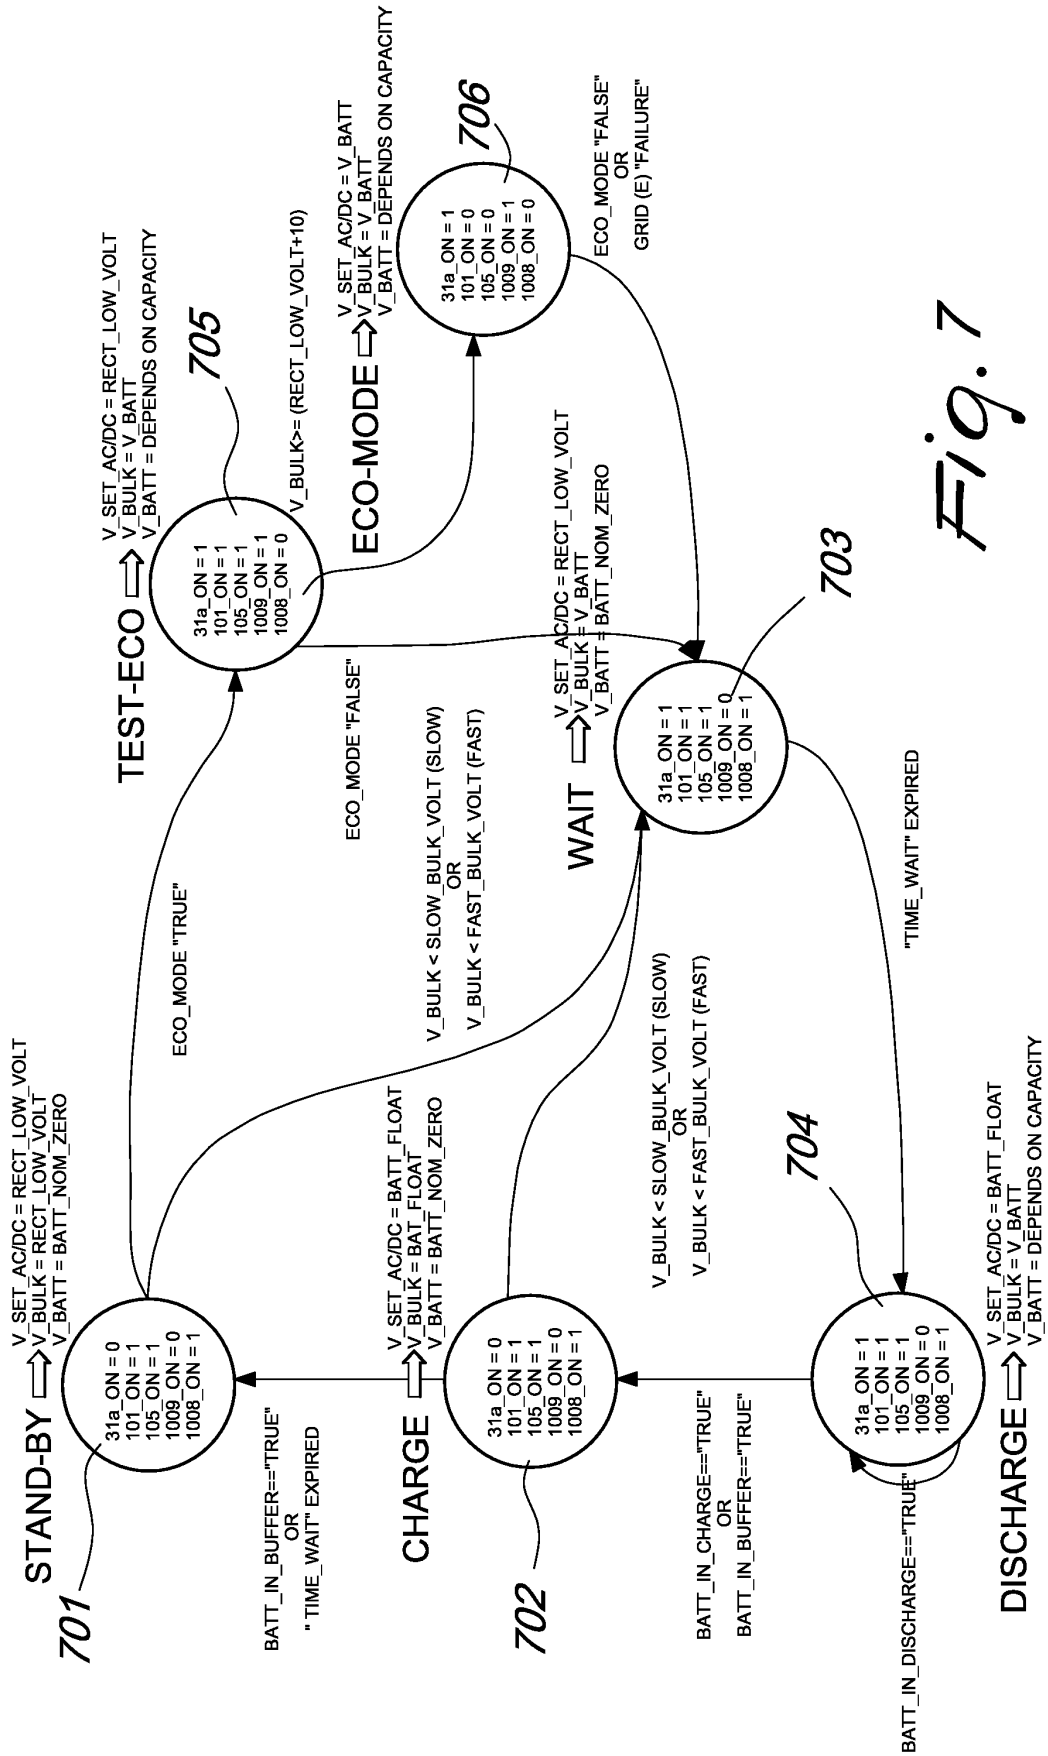 STAND-BY
V_SET_AC/DC = RECT_LOW_VOLT
V_BULK = RECT_LOW_VOLT
V_BATT = BATT_NOM_ZERO
701
31a_ON = 0
101_ON = 1
105_ON = 1
1009_ON = 0
1008_ON = 1
ECO_MODE "TRUE"
TEST-ECO
V_SET_AC/DC = RECT_LOW_VOLT
V_BULK = V_BATT
V_BATT = DEPENDS ON CAPACITY
705
31a_ON = 1
101_ON = 1
105_ON = 1
1009_ON = 1
1008_ON = 0
V_BULK>= (RECT_LOW_VOLT+10)
ECO_MODE "FALSE"
ECO-MODE
V_SET_AC/DC = V_BATT
V_BULK = V_BATT
V_BATT = DEPENDS ON CAPACITY
706
31a_ON = 1
101_ON = 0
105_ON = 0
1009_ON = 1
1008_ON = 0
ECO_MODE "FALSE"
OR
GRID (E) "FAILURE"
BATT_IN_BUFFER=="TRUE"
OR
" TIME_WAIT" EXPIRED
V_BULK < SLOW_BULK_VOLT (SLOW)
OR
V_BULK < FAST_BULK_VOLT (FAST)
CHARGE
V_SET_AC/DC = BATT_FLOAT
V_BULK = BAT_FLOAT
V_BATT = BATT_NOM_ZERO
702
31a_ON = 0
101_ON = 1
105_ON = 1
1009_ON = 0
1008_ON = 1
WAIT
V_SET_AC/DC = RECT_LOW_VOLT
V_BULK = V_BATT
V_BATT = BATT_NOM_ZERO
703
31a_ON = 1
101_ON = 1
105_ON = 1
1009_ON = 0
1008_ON = 1
V_BULK < SLOW_BULK_VOLT (SLOW)
OR
V_BULK < FAST_BULK_VOLT (FAST)
BATT_IN_CHARGE=="TRUE"
OR
BATT_IN_BUFFER=="TRUE"
"TIME_WAIT" EXPIRED
704
31a_ON = 1
101_ON = 1
105_ON = 1
1009_ON = 0
1008_ON = 1
BATT_IN_DISCHARGE=="TRUE"
DISCHARGE
V_SET_AC/DC = BATT_FLOAT
V_BULK = V_BATT
V_BATT = DEPENDS ON CAPACITY
Fig. 7